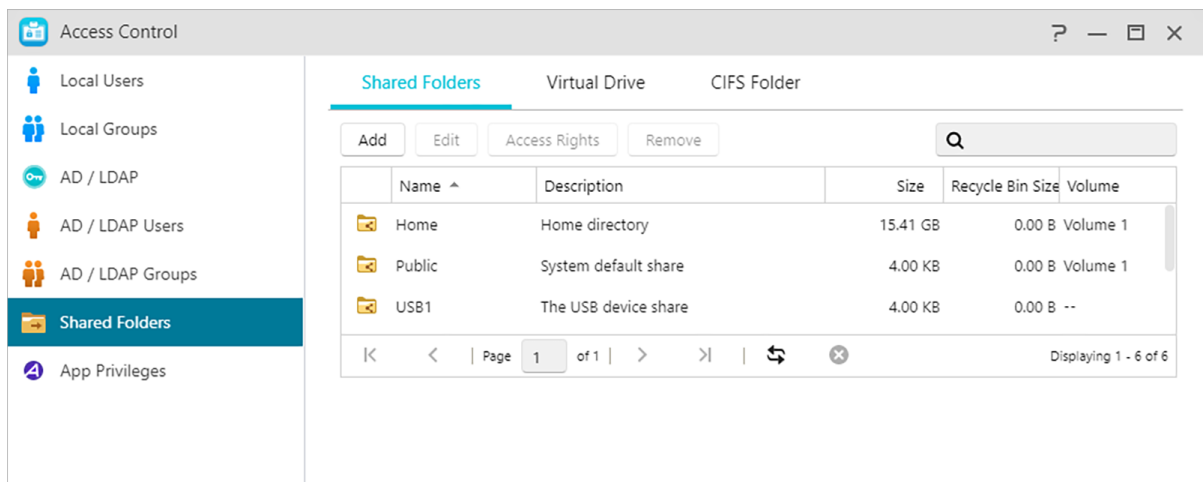 Access Control
Local Users
Local Groups
AD / LDAP
AD / LDAP Users
AD / LDAP Groups
Shared Folders
App Privileges
Shared Folders Virtual Drive CIFS Folder
Add Edit Access Rights Remove
Name Description Size Recycle Bin Size Volume
Home Home directory 15.41 GB 0.00 B Volume 1
Public System default share 4.00 KB 0.00 B Volume 1
USB1 The USB device share 4.00 KB 0.00 B --
Page 1 of 1 Displaying 1 - 6 of 6